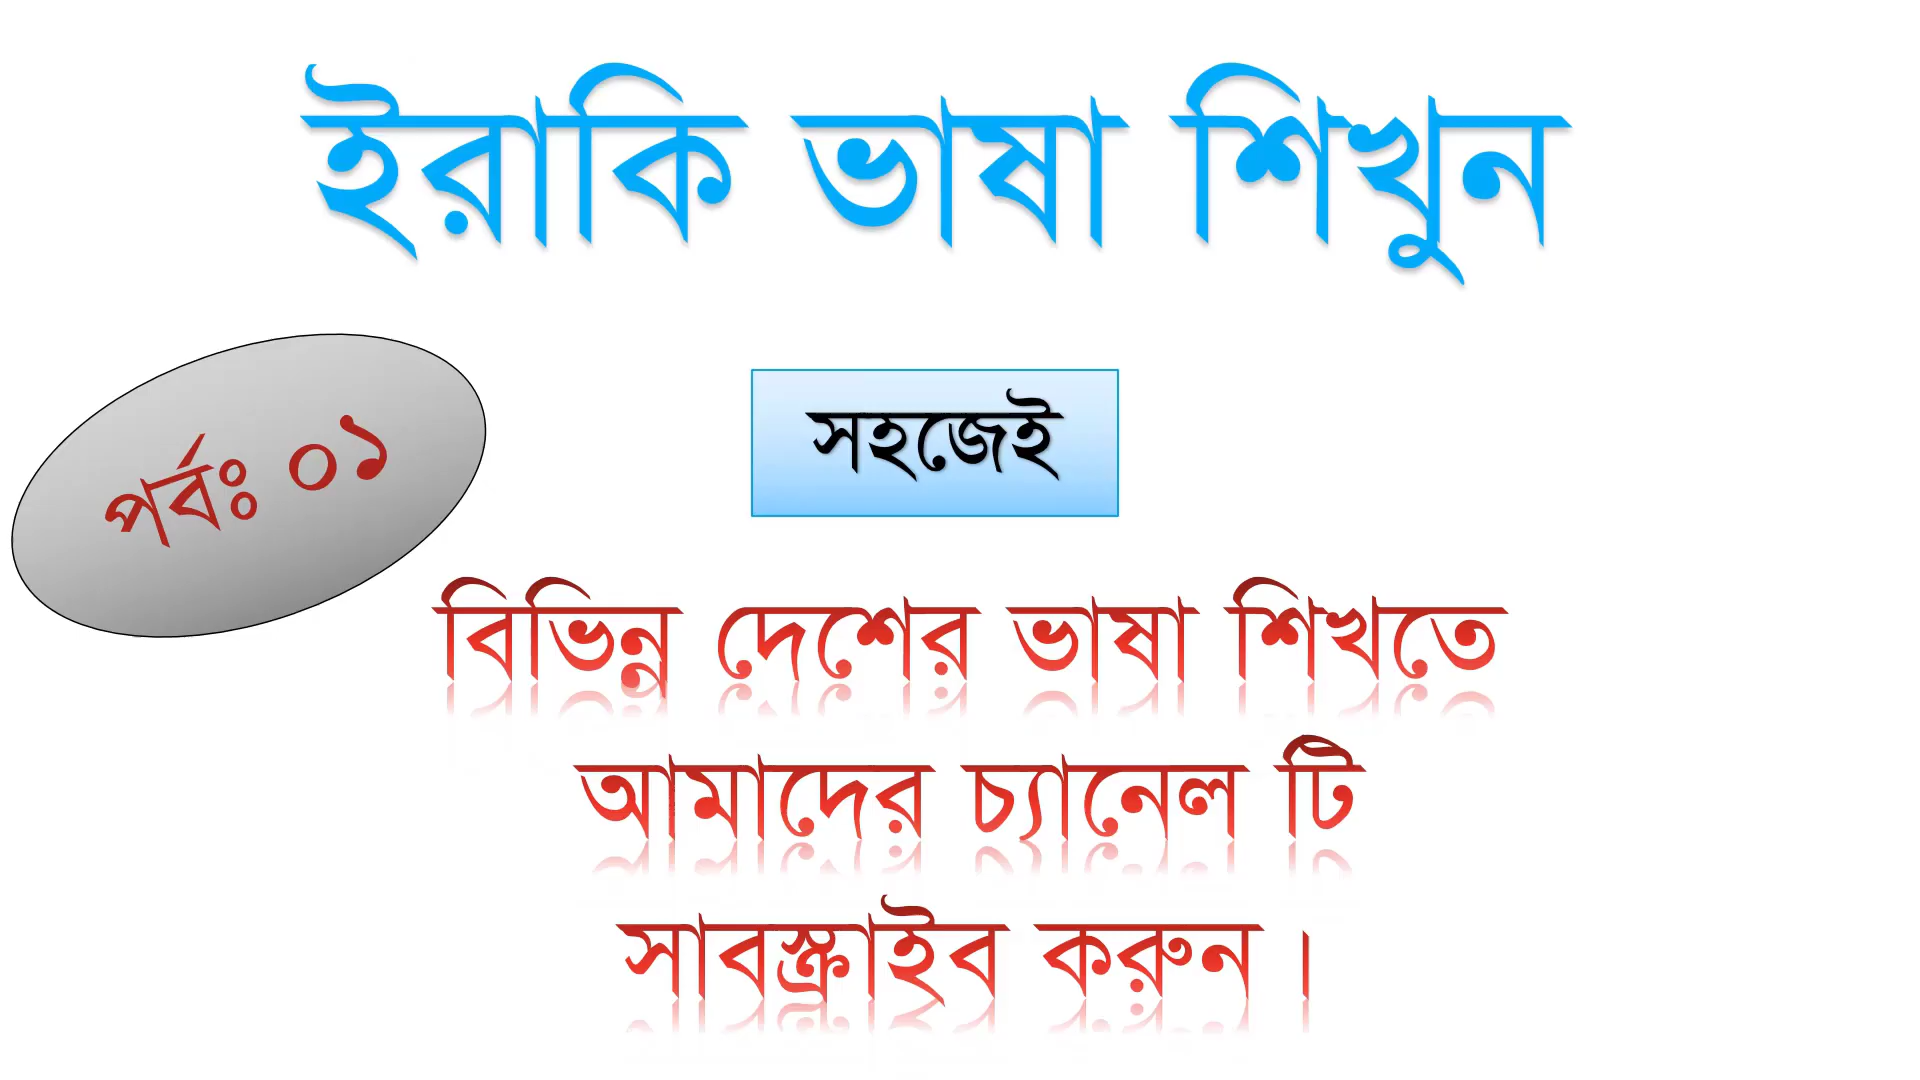 ইরাকি ভাষা শিখুন
পর্বঃ ০১
সহজেই
বিভিন্ন দেশের ভাষা শিখতে
আমাদের চ্যানেল টি
সাবস্ক্রাইব করুন ।